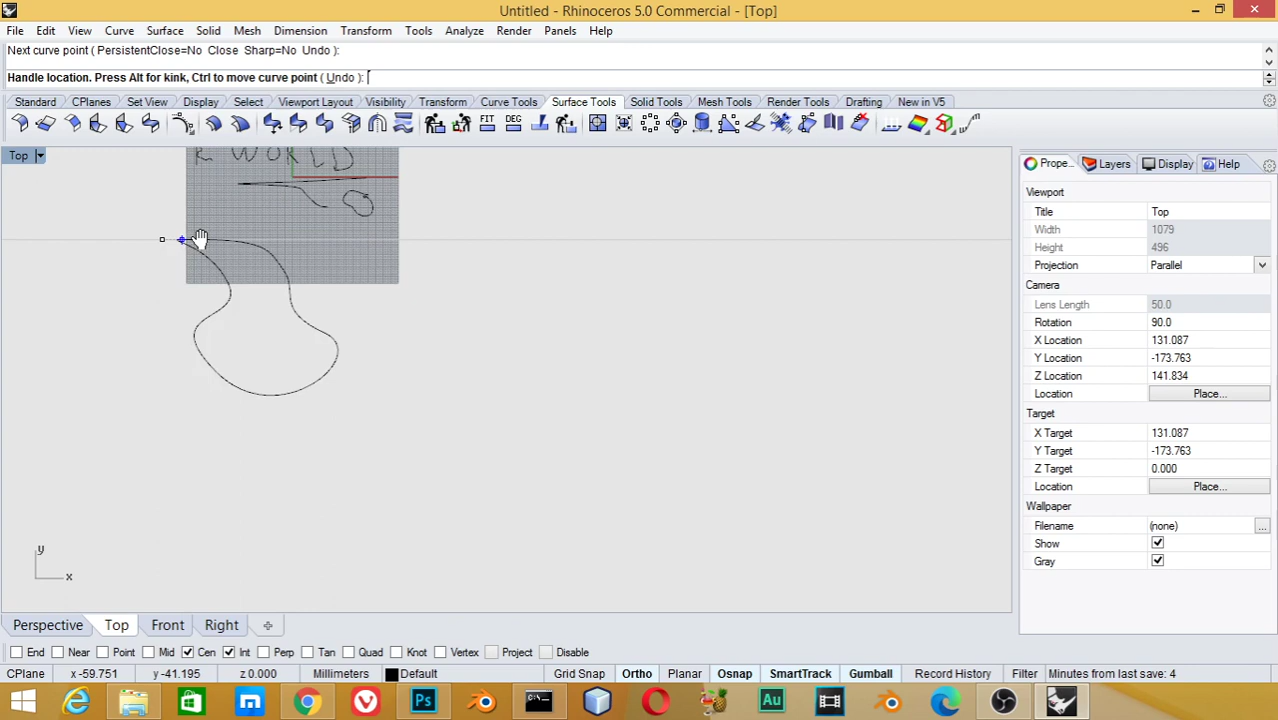 Untitled - Rhinoceros 5.0 Commercial - [Top]
File Edit View Curve Surface Solid Mesh Dimension Transform Tools Analyze Render Panels Help
Next curve point ( PersistentClose=No Close Sharp=No Undo ):
Handle location. Press Alt for kink, Ctrl to move curve point ( Undo ):
Standard CPlanes Set View Display Select Viewport Layout Visibility Transform Curve Tools Surface Tools Solid Tools Mesh Tools Render Tools Drafting New in V5
FIT DEG
Top
R WORLD
Prope... Layers Display Help
Viewport
Title Top
Width 1079
Height 496
Projection Parallel
Camera
Lens Length 50.0
Rotation 90.0
X Location 131.087
Y Location -173.763
Z Location 141.834
Location Place...
Target
X Target 131.087
Y Target -173.763
Z Target 0.000
Location Place...
Wallpaper
Filename (none) ...
Show
Gray
y
x
Perspective Top Front Right
End Near Point Mid Cen Int Perp Tan Quad Knot Vertex Project Disable
CPlane x -59.751 y -41.195 z 0.000 Millimeters Default Grid Snap Ortho Planar Osnap SmartTrack Gumball Record History Filter Minutes from last save: 4
Ps Au